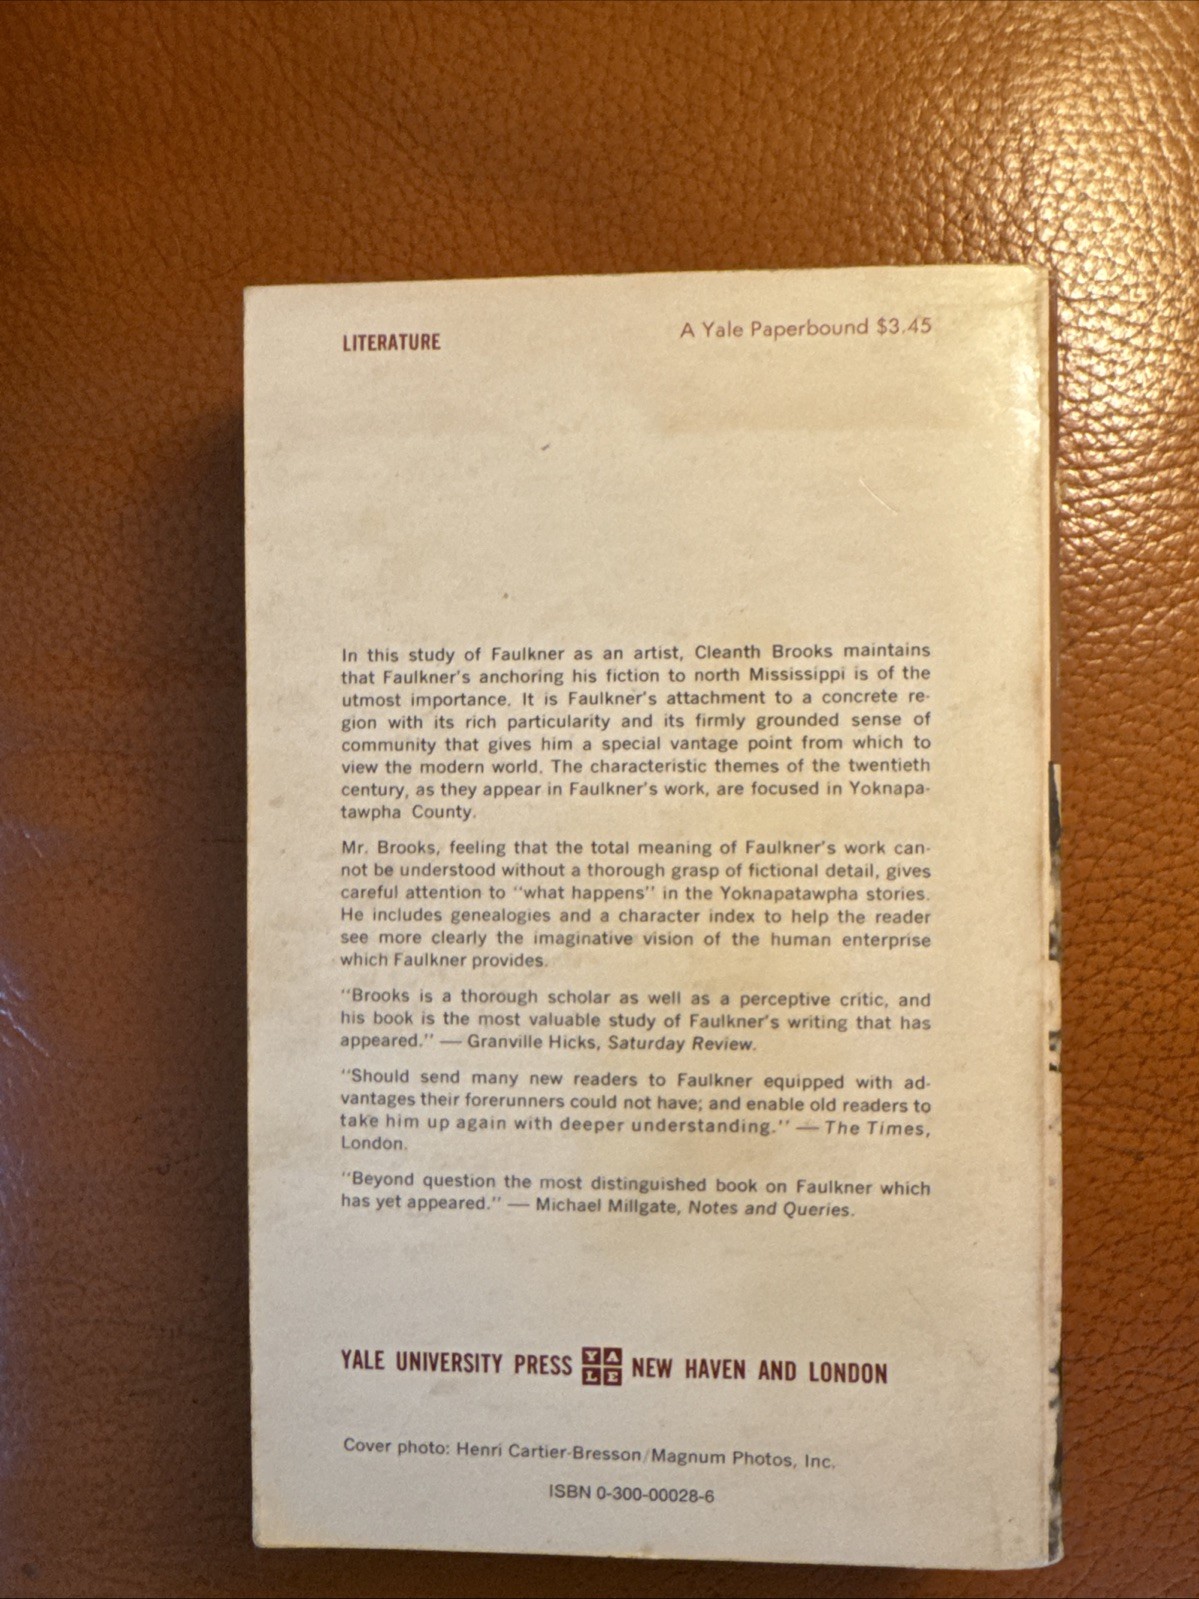 LITERATURE
A Yale Paperbound $3.45
In this study of Faulkner as an artist, Cleanth Brooks maintains
that Faulkner's anchoring his fiction to north Mississippi is of the
utmost importance. It is Faulkner's attachment to a concrete re-
gion with its rich particularity and its firmly grounded sense of
community that gives him a special vantage point from which to
view the modern world. The characteristic themes of the twentieth
century, as they appear in Faulkner's work, are focused in Yoknapa-
tawpha County.
Mr. Brooks, feeling that the total meaning of Faulkner's work can-
not be understood without a thorough grasp of fictional detail, gives
careful attention to "what happens" in the Yoknapatawpha stories.
He includes genealogies and a character index to help the reader
see more clearly the imaginative vision of the human enterprise
which Faulkner provides.
"Brooks is a thorough scholar as well as a perceptive critic, and
his book is the most valuable study of Faulkner's writing that has
appeared." — Granville Hicks, Saturday Review.
"Should send many new readers to Faulkner equipped with ad-
vantages their forerunners could not have; and enable old readers to
take him up again with deeper understanding." — The Times,
London.
"Beyond question the most distinguished book on Faulkner which
has yet appeared." — Michael Millgate, Notes and Queries.
YALE UNIVERSITY PRESS YALE NEW HAVEN AND LONDON
Cover photo: Henri Cartier-Bresson/Magnum Photos, Inc.
ISBN 0-300-00028-6